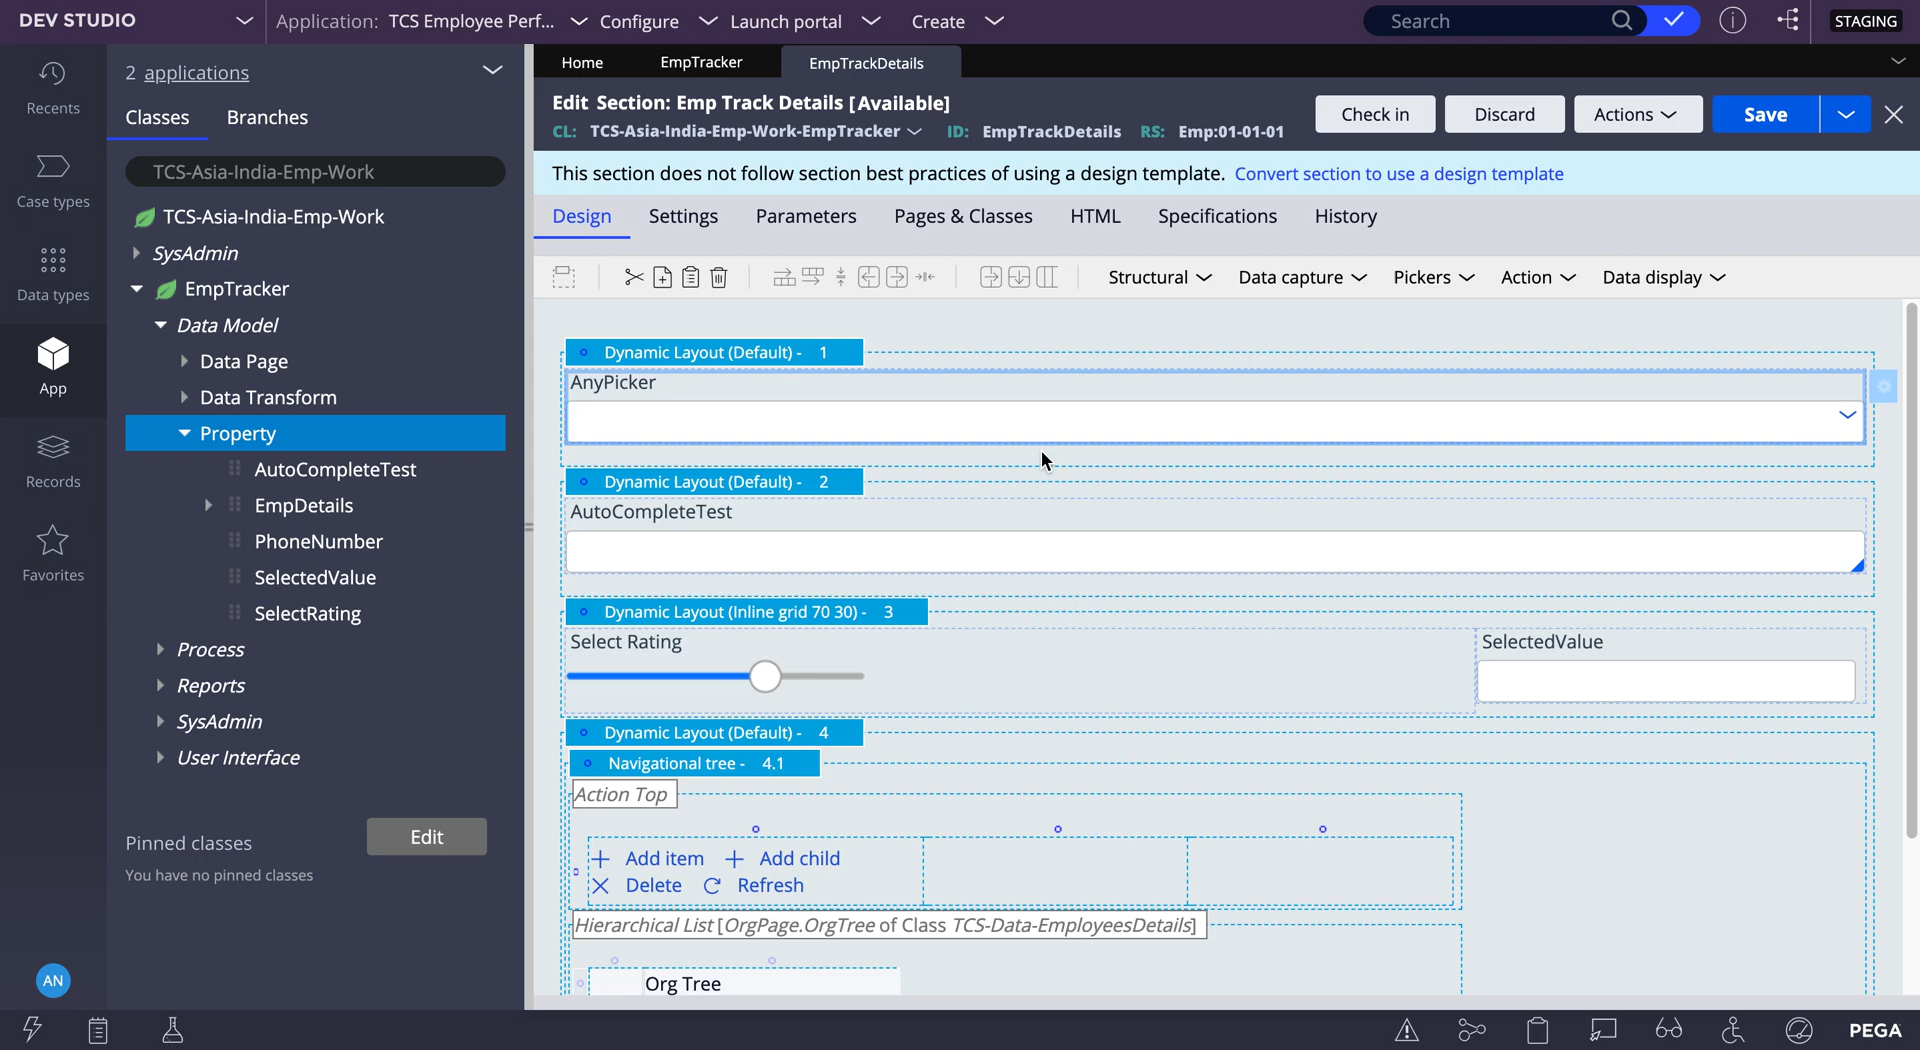 DEV STUDIO
Application: TCS Employee Perf...
Configure
Launch portal
Create
Search
STAGING
Recents
Case types
Data types
App
Records
Favorites
AN
2 applications
Classes
Branches
TCS-Asia-India-Emp-Work
TCS-Asia-India-Emp-Work
SysAdmin
EmpTracker
Data Model
Data Page
Data Transform
Property
AutoCompleteTest
EmpDetails
PhoneNumber
SelectedValue
SelectRating
Process
Reports
SysAdmin
User Interface
Pinned classes
Edit
You have no pinned classes
Home
EmpTracker
EmpTrackDetails
Edit Section: Emp Track Details [Available]
CL: TCS-Asia-India-Emp-Work-EmpTracker ID: EmpTrackDetails RS: Emp:01-01-01
Check in
Discard
Actions
Save
This section does not follow section best practices of using a design template. Convert section to use a design template
Design
Settings
Parameters
Pages & Classes
HTML
Specifications
History
Structural
Data capture
Pickers
Action
Data display
Dynamic Layout (Default) - 1
AnyPicker
Dynamic Layout (Default) - 2
AutoCompleteTest
Dynamic Layout (Inline grid 70 30) - 3
Select Rating
SelectedValue
Dynamic Layout (Default) - 4
Navigational tree - 4.1
Action Top
Add item
Add child
Delete
Refresh
Hierarchical List [OrgPage.OrgTree of Class TCS-Data-EmployeesDetails]
Org Tree
PEGA